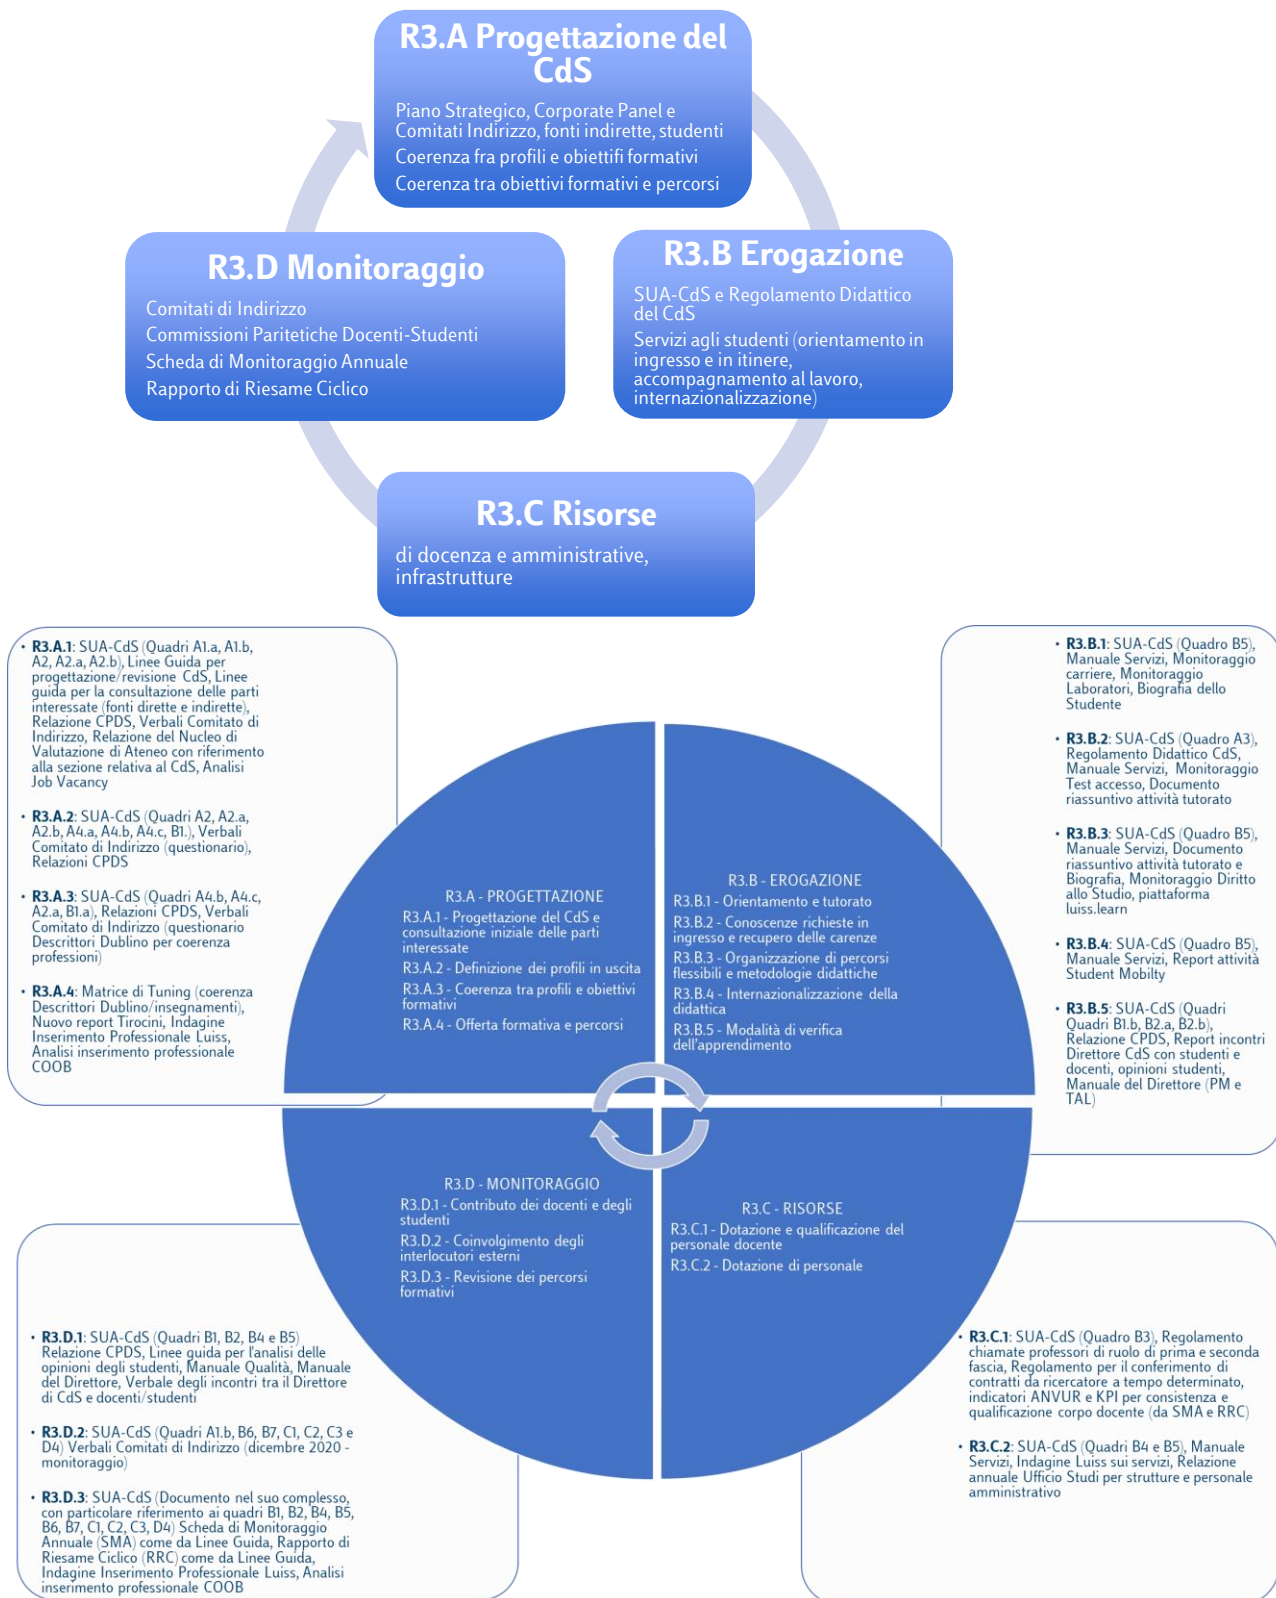 R3.A Progettazione del
CdS
Piano Strategico, Corporate Panel e
Comitati Indirizzo, fonti indirette, studenti
Coerenza fra profili e obiettifi formativi
Coerenza tra obiettivi formativi e percorsi
R3.D Monitoraggio
Comitati di Indirizzo
Commissioni Paritetiche Docenti-Studenti
Scheda di Monitoraggio Annuale
Rapporto di Riesame Ciclico
R3.B Erogazione
SUA-CdS e Regolamento Didattico
del CdS
Servizi agli studenti (orientamento in
ingresso e in itinere,
accompagnamento al lavoro,
internazionalizzazione)
R3.C Risorse
di docenza e amministrative,
infrastrutture
• R3.A.1: SUA-CdS (Quadri A1.a, A1.b,
A2, A2.a, A2.b), Linee Guida per
progettazione/revisione CdS, Linee
guida per la consultazione delle parti
interessate (fonti dirette e indirette),
Relazione CPDS, Verbali Comitato di
Indirizzo, Relazione del Nucleo di
Valutazione di Ateneo con riferimento
alla sezione relativa al CdS, Analisi
Job Vacancy
• R3.A.2: SUA-CdS (Quadri A2, A2.a,
A2.b, A4.a, A4.b, A4.c, B1.), Verbali
Comitato di Indirizzo (questionario),
Relazioni CPDS
• R3.A.3: SUA-CdS (Quadri A4.b, A4.c,
A2.a, B1.a), Relazioni CPDS, Verbali
Comitato di Indirizzo (questionario
Descrittori Dublino per coerenza
professioni)
• R3.A.4: Matrice di Tuning (coerenza
Descrittori Dublino/insegnamenti),
Nuovo report Tirocini, Indagine
Inserimento Professionale Luiss,
Analisi inserimento professionale
COOB
• R3.B.1: SUA-CdS (Quadro B5),
Manuale Servizi, Monitoraggio
carriere, Monitoraggio
Laboratori, Biografia dello
Studente
• R3.B.2: SUA-CdS (Quadro A3),
Regolamento Didattico CdS,
Manuale Servizi, Monitoraggio
Test accesso, Documento
riassuntivo attività tutorato
• R3.B.3: SUA-CdS (Quadro B5),
Manuale Servizi, Documento
riassuntivo attività tutorato e
Biografia, Monitoraggio Diritto
allo Studio, piattaforma
luiss.learn
• R3.B.4: SUA-CdS (Quadro B5),
Manuale Servizi, Report attività
Student Mobilty
• R3.B.5: SUA-CdS (Quadri
Quadri B1.b, B2.a, B2.b),
Relazione CPDS, Report incontri
Direttore CdS con studenti e
docenti, opinioni studenti,
Manuale del Direttore (PM e
TAL)
R3.A - PROGETTAZIONE
R3.A.1 - Progettazione del CdS e
consultazione iniziale delle parti
interessate
R3.A.2 - Definizione dei profili in uscita
R3.A.3 - Coerenza tra profili e obiettivi
formativi
R3.A.4 - Offerta formativa e percorsi
R3.B - EROGAZIONE
R3.B.1 - Orientamento e tutorato
R3.B.2 - Conoscenze richieste in
ingresso e recupero delle carenze
R3.B.3 - Organizzazione di percorsi
flessibili e metodologie didattiche
R3.B.4 - Internazionalizzazione della
didattica
R3.B.5 - Modalità di verifica
dell'apprendimento
R3.D - MONITORAGGIO
R3.D.1 - Contributo dei docenti e degli
studenti
R3.D.2 - Coinvolgimento degli
interlocutori esterni
R3.D.3 - Revisione dei percorsi
formativi
R3.C - RISORSE
R3.C.1 - Dotazione e qualificazione del
personale docente
R3.C.2 - Dotazione di personale
• R3.D.1: SUA-CdS (Quadri B1, B2, B4 e B5)
Relazione CPDS, Linee guida per l'analisi delle
opinioni degli studenti, Manuale Qualità, Manuale
del Direttore, Verbale degli incontri tra il Direttore
di CdS e docenti/studenti
• R3.D.2: SUA-CdS (Quadri A1.b, B6, B7, C1, C2, C3 e
D4) Verbali Comitati di Indirizzo (dicembre 2020 -
monitoraggio)
• R3.D.3: SUA-CdS (Documento nel suo complesso,
con particolare riferimento ai quadri B1, B2, B4, B5,
B6, B7, C1, C2, C3, D4) Scheda di Monitoraggio
Annuale (SMA) come da Linee Guida, Rapporto di
Riesame Ciclico (RRC) come da Linee Guida,
Indagine Inserimento Professionale Luiss, Analisi
inserimento professionale COOB
• R3.C.1: SUA-CdS (Quadro B3), Regolamento
chiamate professori di ruolo di prima e seconda
fascia, Regolamento per il conferimento di
contratti da ricercatore a tempo determinato,
indicatori ANVUR e KPI per consistenza e
qualificazione corpo docente (da SMA e RRC)
• R3.C.2: SUA-CdS (Quadri B4 e B5), Manuale
Servizi, Indagine Luiss sui servizi, Relazione
annuale Ufficio Studi per strutture e personale
amministrativo